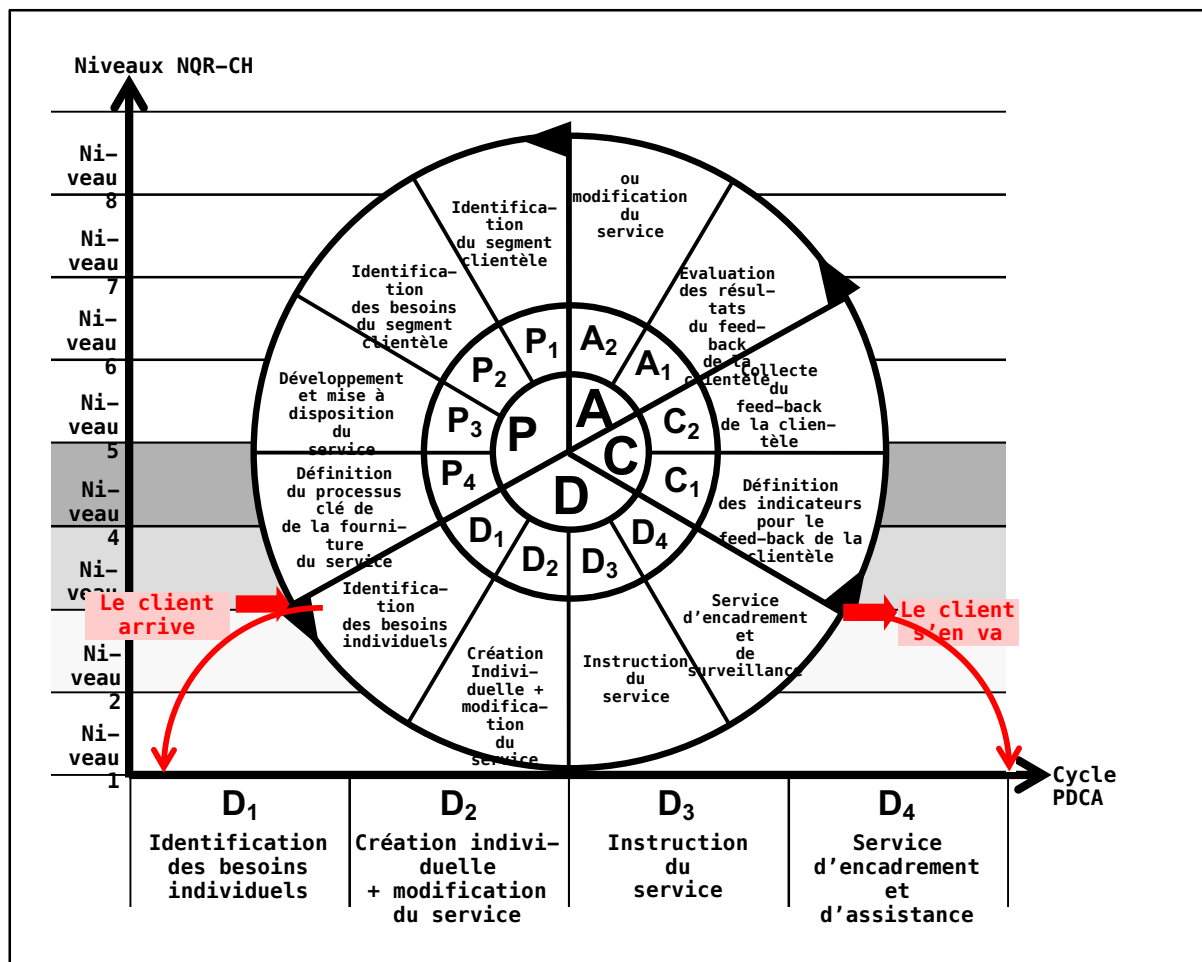 Niveaux NQR–CH
Ni–
veau
8
Ni–
veau
7
Ni–
veau
6
Ni–
veau
5
Ni–
veau
4
Ni–
Ni–
veau
2
Ni–
veau
1
ou
modification
du
service
Identifica–
tion
du segment
clientèle
Identifica–
tion
des besoins
du segment
clientèle
Evaluation
des résul–
tats
du feed–
back
de la
clientèle
Développement
et mise à
disposition
du
service
Collecte
du
feed–back
de la clien–
tèle
Définition
du processus
clé de
de la fourni–
ture
du service
Définition
des indicateurs
pour le
feed–back de la
clientèle
Identifica–
tion
des besoins
individuels
Création
Indivi–
duelle +
modifica–
tion
du
service
Instruction
du
service
Service
d’encadrement
et
de
surveillance
P1
A2
P2
A1
P3
C2
P4
C1
D1
D2
D3
D4
P
A
C
D
Le client
arrive
Le client
s’en va
Cycle
PDCA
D1
Identification
des besoins
individuels
D2
Création indivi–
duelle
+ modification
du service
D3
Instruction
du
service
D4
Service
d’encadrement
et
d’assistance